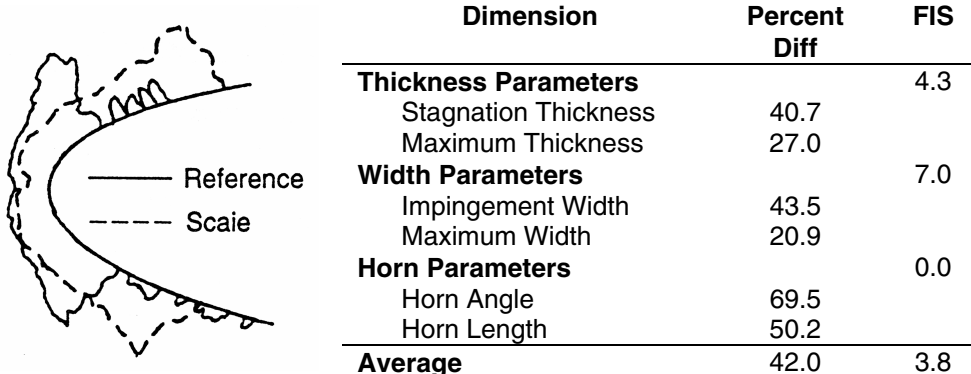 Reference
Scaie
Dimension Percent Diff FIS
Thickness Parameters 4.3
Stagnation Thickness 40.7
Maximum Thickness 27.0
Width Parameters 7.0
Impingement Width 43.5
Maximum Width 20.9
Horn Parameters 0.0
Horn Angle 69.5
Horn Length 50.2
Average 42.0 3.8